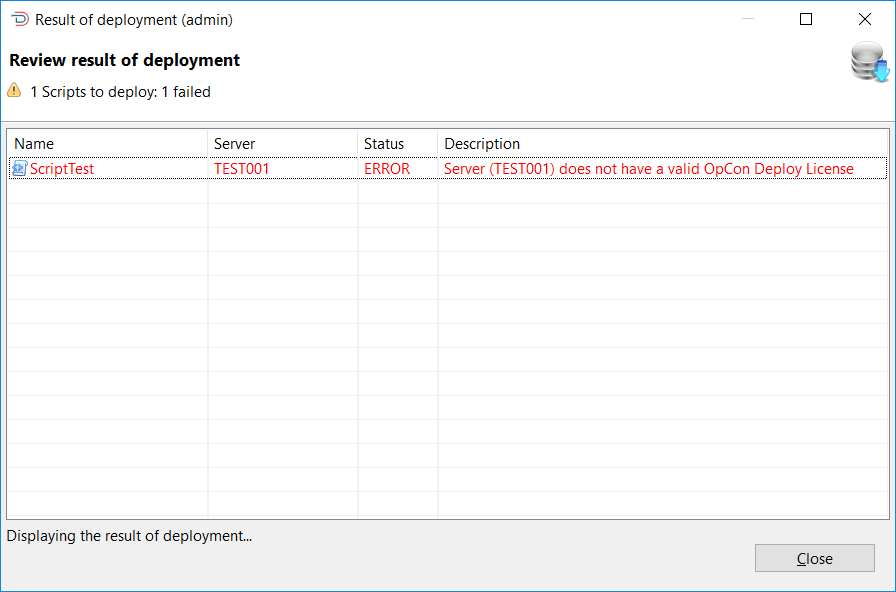 Result of deployment (admin)
Review result of deployment
1 Scripts to deploy: 1 failed
Name Server Status Description
ScriptTest TEST001 ERROR Server (TEST001) does not have a valid OpCon Deploy License
Displaying the result of deployment...
Close